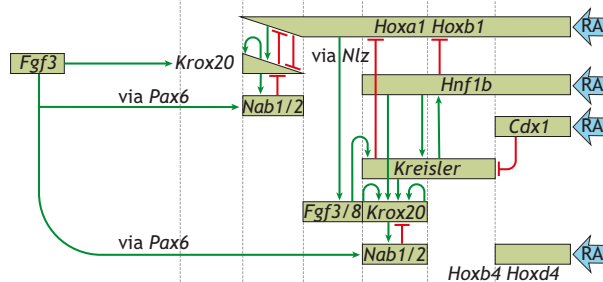 Hoxa1 Hoxb1 RA
via Nlz
Fgf3 Krox20
Hnf1b RA
via Pax6 Nab1/2
Cdx1 RA
Kreisler
Fgf3/8 Krox20
via Pax6 Nab1/2 RA
Hoxb4 Hoxd4